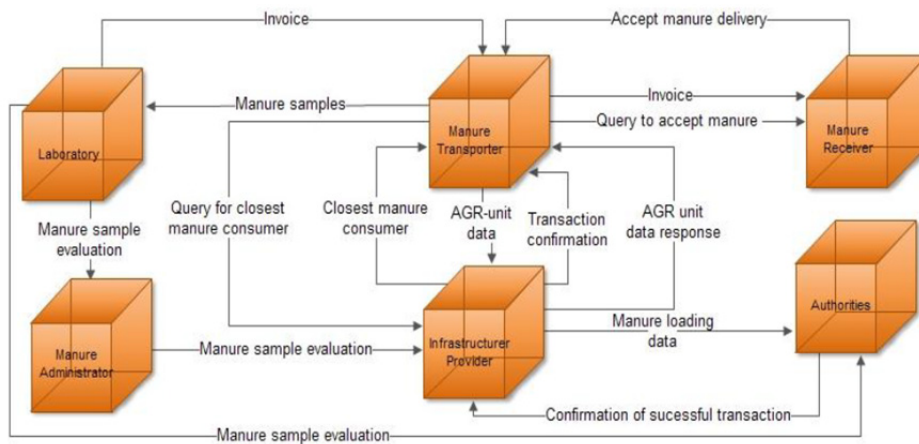 Invoice
Accept manure delivery
Manure samples
Invoice
Query to accept manure
Laboratory
Manure
Transporter
Manure
Receiver
Query for closest
manure consumer
Closest manure
consumer
AGR-unit
data
Transaction
confirmation
AGR unit
data response
Manure sample
evaluation
Authorities
Manure
Administrator
Manure sample evaluation
Infrastructurer
Provider
Manure loading
data
Confirmation of sucessful transaction
Manure sample evaluation